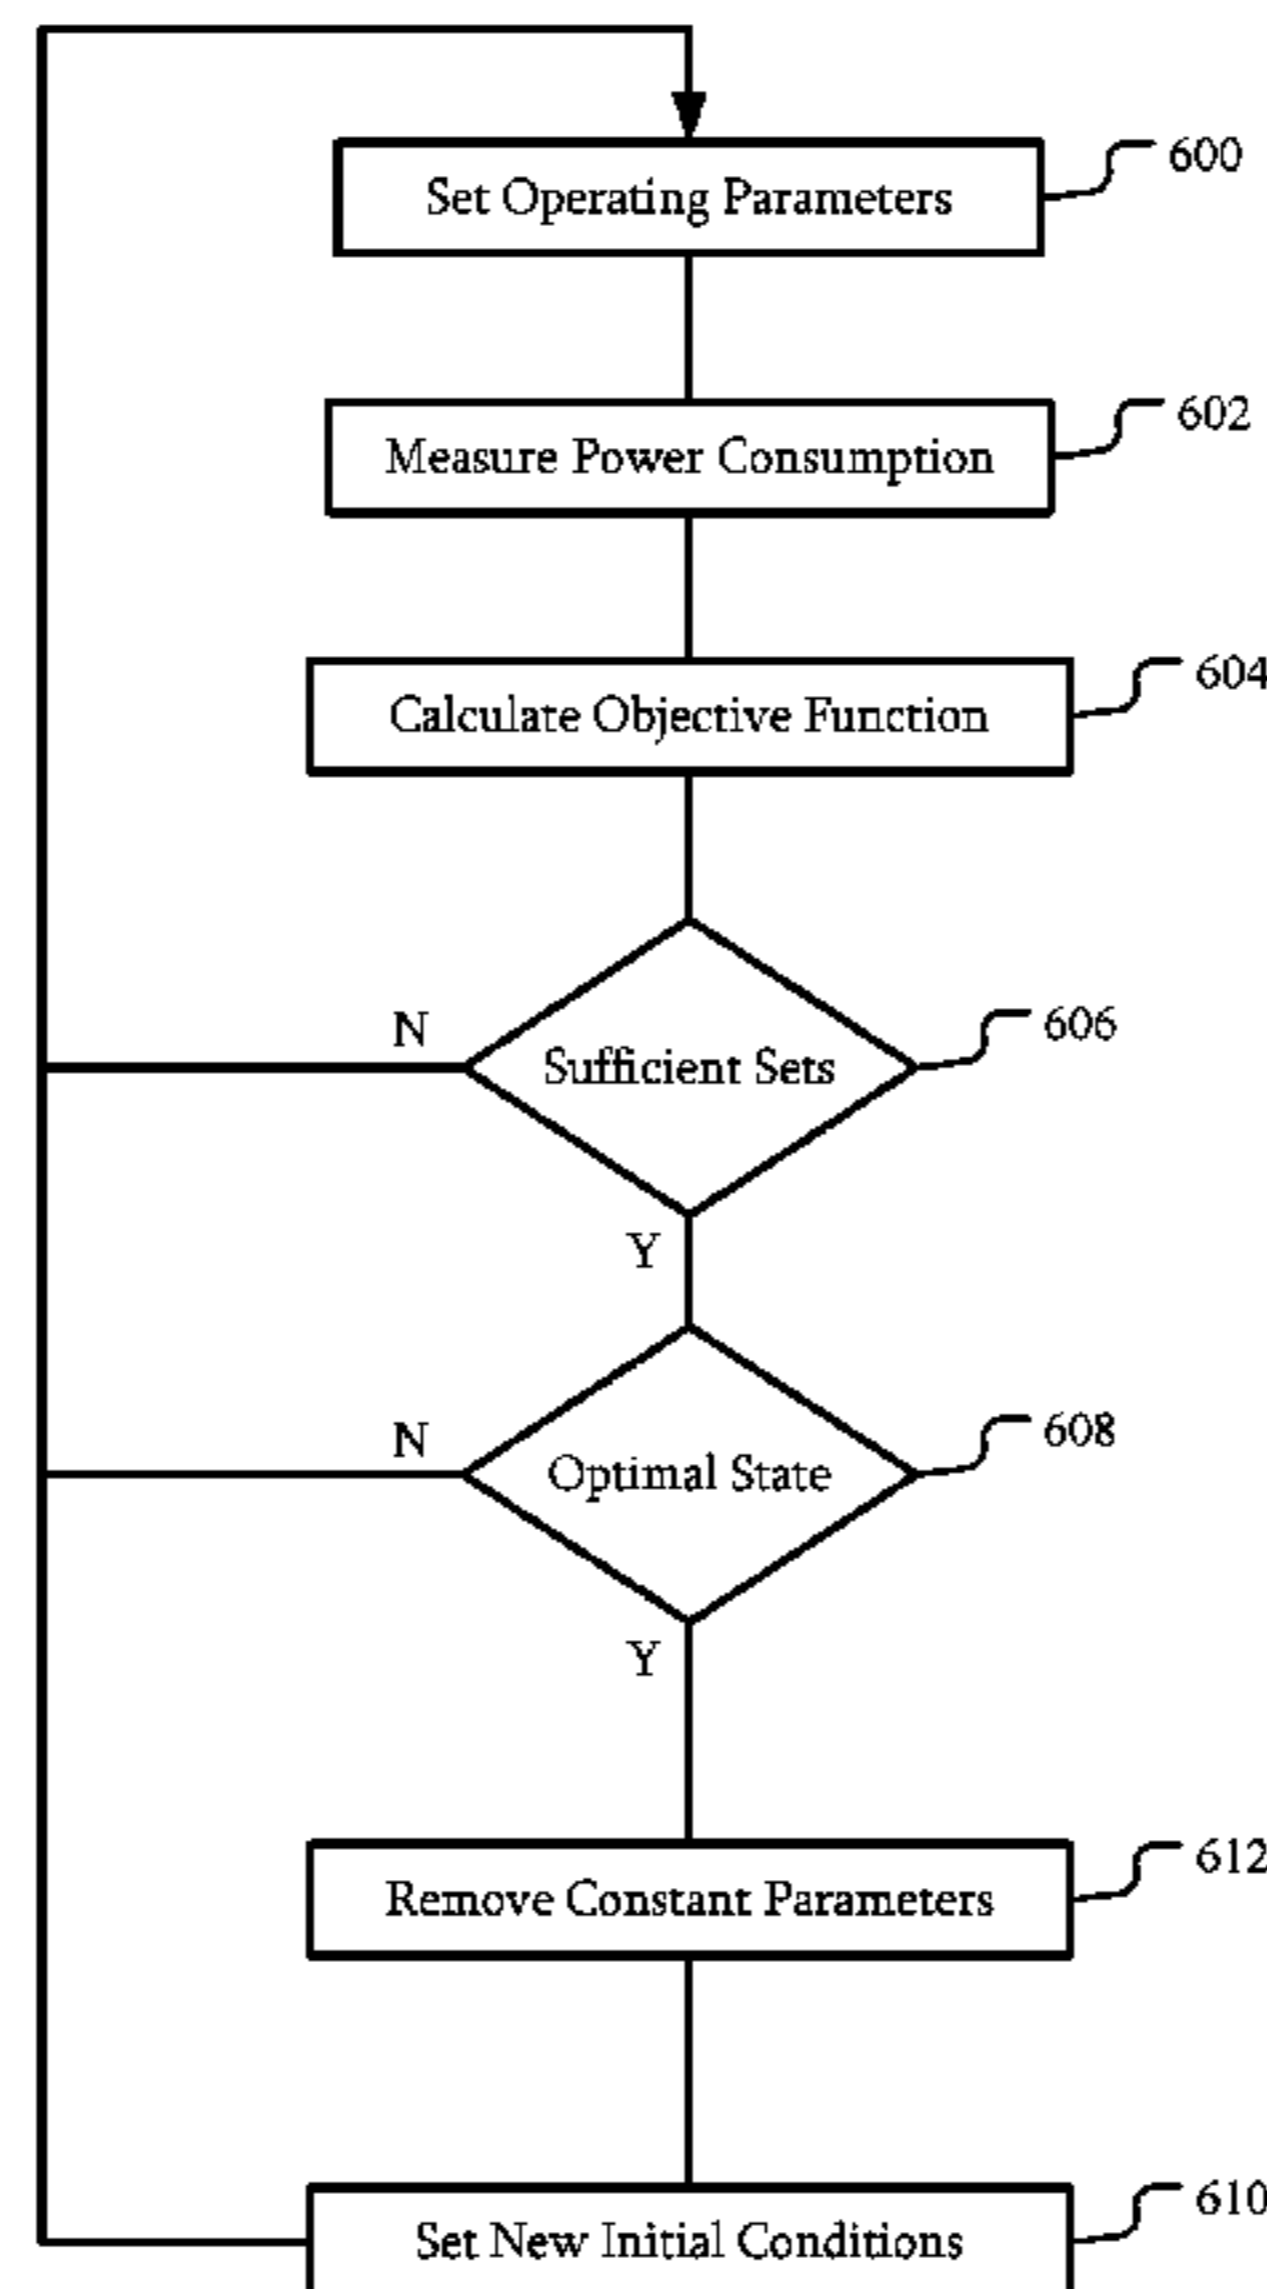 600
Set Operating Parameters
602
Measure Power Consumption
604
Calculate Objective Function
606
N
Sufficient Sets
Y
608
N
Optimal State
Y
612
Remove Constant Parameters
610
Set New Initial Conditions